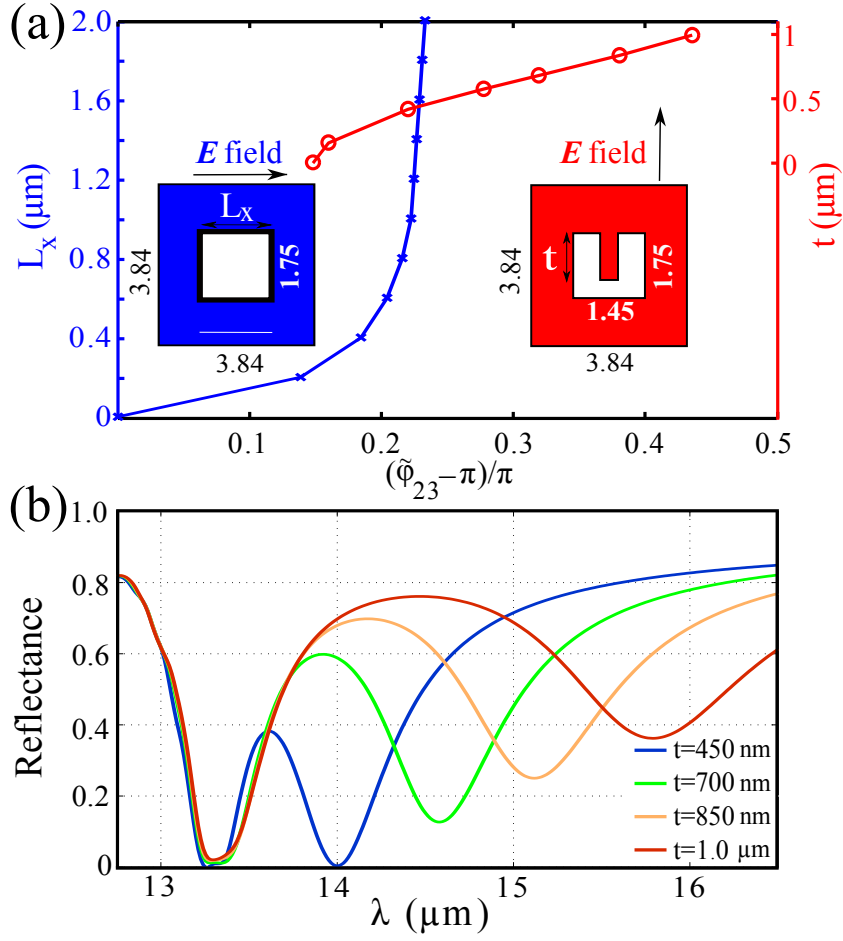 (a)
2.0
1.6
1.2
0.8
0.4
0
L_x (μm)
1
0.5
0
t (μm)
E field
L_x
3.84
1.75
3.84
E field
t
3.84
1.75
1.45
3.84
0.1 0.2 0.3 0.4 0.5
(φ̃_23−π)/π
(b)
1.0
0.8
0.6
0.4
0.2
0
Reflectance
t=450 nm
t=700 nm
t=850 nm
t=1.0 μm
13 14 15 16
λ (μm)